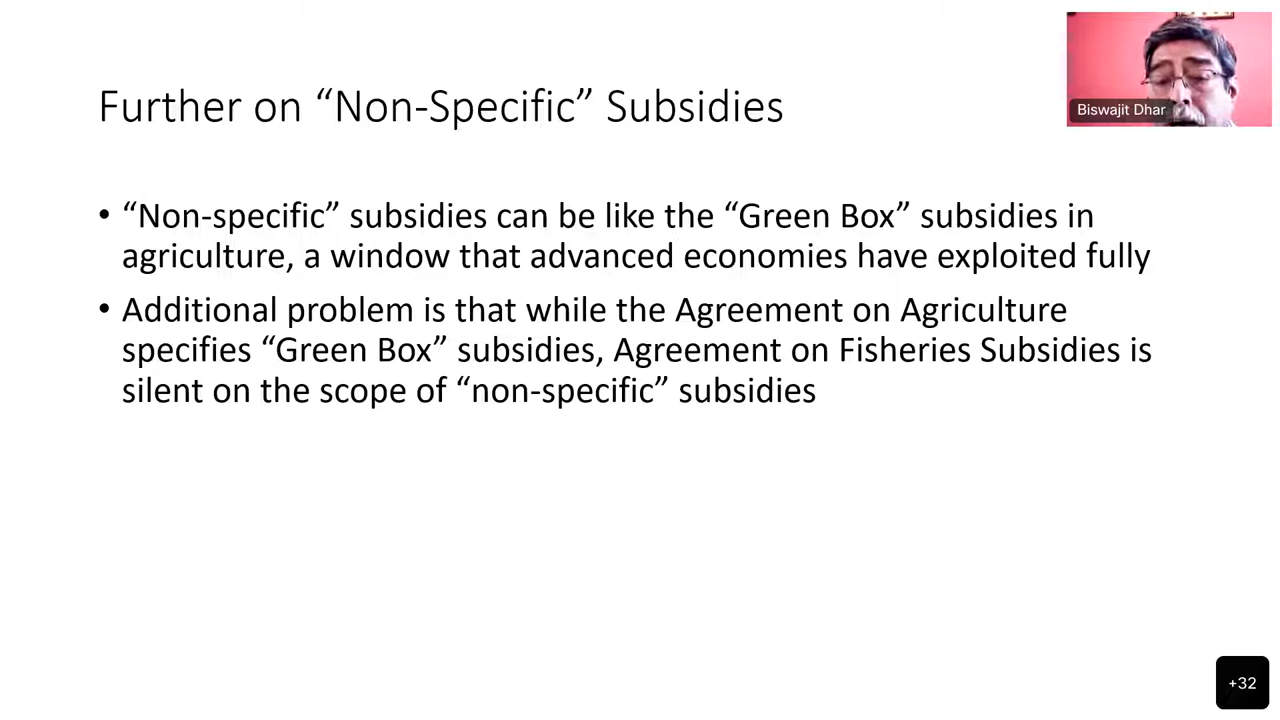 Further on “Non-Specific” Subsidies
Biswajit Dhar
• “Non-specific” subsidies can be like the “Green Box” subsidies in
agriculture, a window that advanced economies have exploited fully
• Additional problem is that while the Agreement on Agriculture
specifies “Green Box” subsidies, Agreement on Fisheries Subsidies is
silent on the scope of “non-specific” subsidies
+32